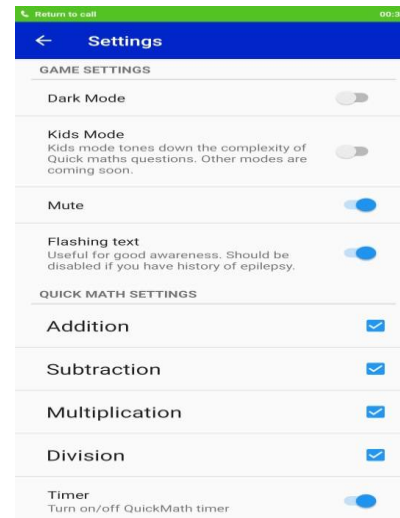 Return to call 00:3
Settings
GAME SETTINGS
Dark Mode
Kids Mode
Kids mode tones down the complexity of
Quick maths questions. Other modes are
coming soon.
Mute
Flashing text
Useful for good awareness. Should be
disabled if you have history of epilepsy.
QUICK MATH SETTINGS
Addition
Subtraction
Multiplication
Division
Timer
Turn on/off QuickMath timer